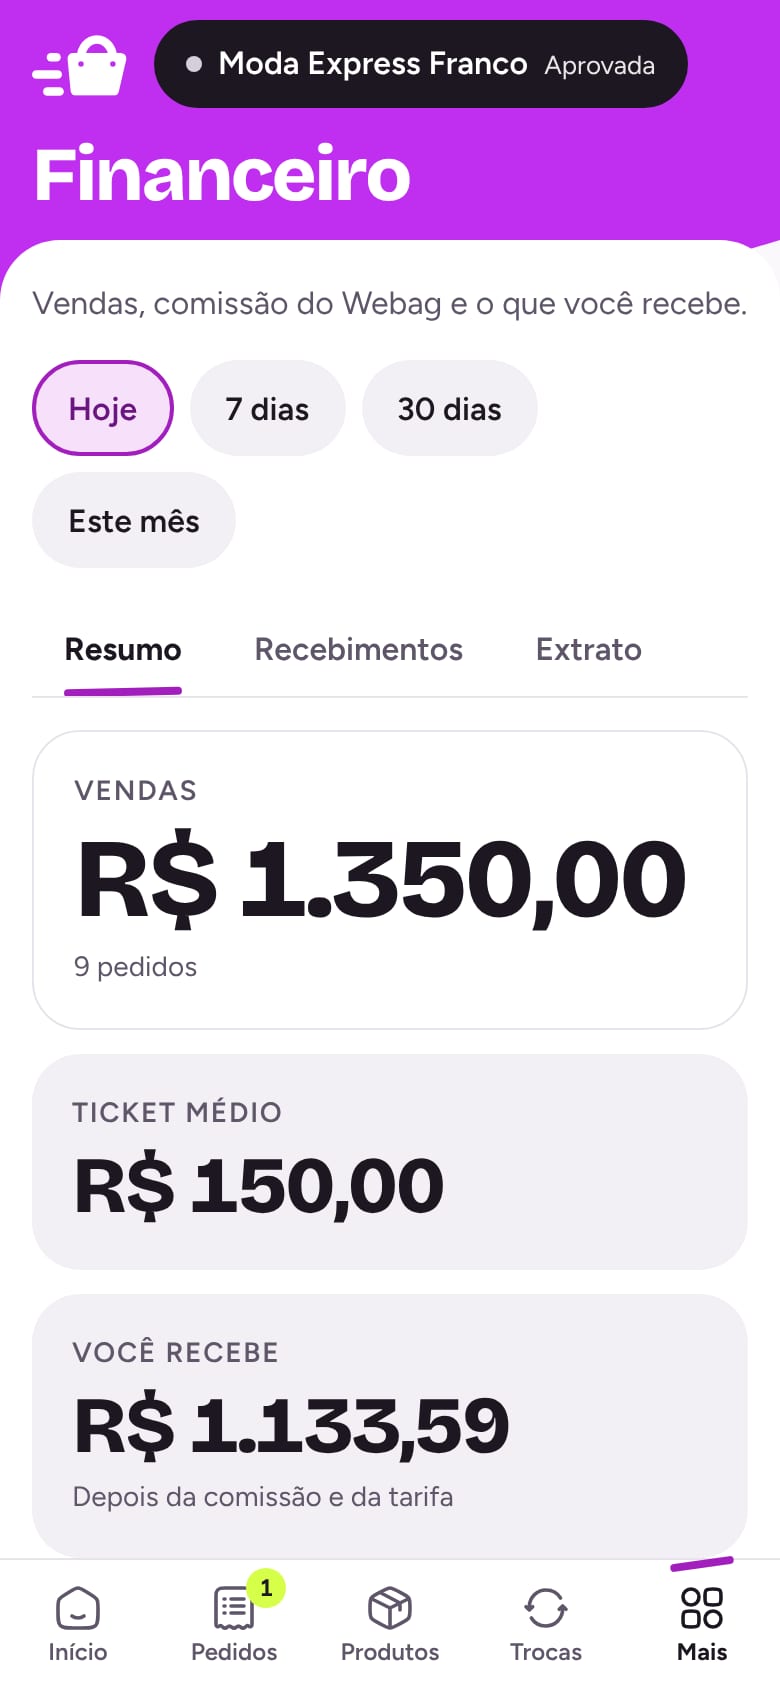 Moda Express Franco Aprovada
Financeiro
Vendas, comissão do Webag e o que você recebe.
Hoje 7 dias 30 dias
Este mês
Resumo Recebimentos Extrato
VENDAS
R$ 1.350,00
9 pedidos
TICKET MÉDIO
R$ 150,00
VOCÊ RECEBE
R$ 1.133,59
Depois da comissão e da tarifa
1
Início Pedidos Produtos Trocas Mais